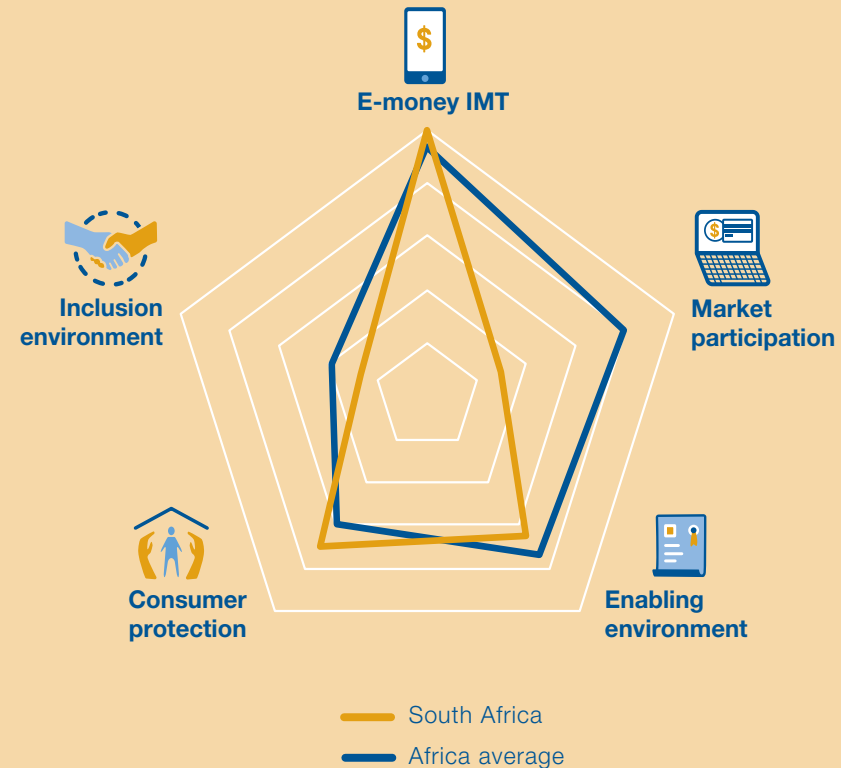 $
E-money IMT
$
Inclusion
environment
Market
participation
Consumer
protection
Enabling
environment
South Africa
Africa average